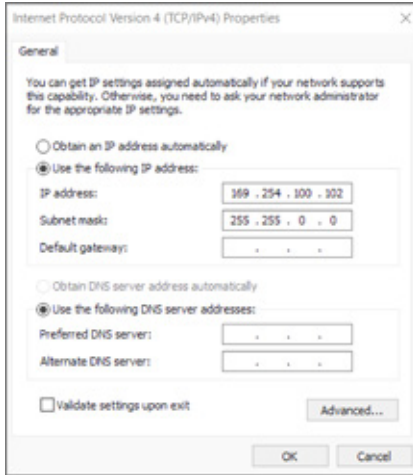 Internet Protocol Version 4 (TCP/IPv4) Properties
General
You can get IP settings assigned automatically if your network supports
this capability. Otherwise, you need to ask your network administrator
for the appropriate IP settings.
Obtain an IP address automatically
Use the following IP address:
IP address: 169 . 254 . 100 . 102
Subnet mask: 255 . 255 . 0 . 0
Default gateway: . . .
Obtain DNS server address automatically
Use the following DNS server addresses:
Preferred DNS server: . . .
Alternate DNS server: . . .
Validate settings upon exit
Advanced...
OK Cancel